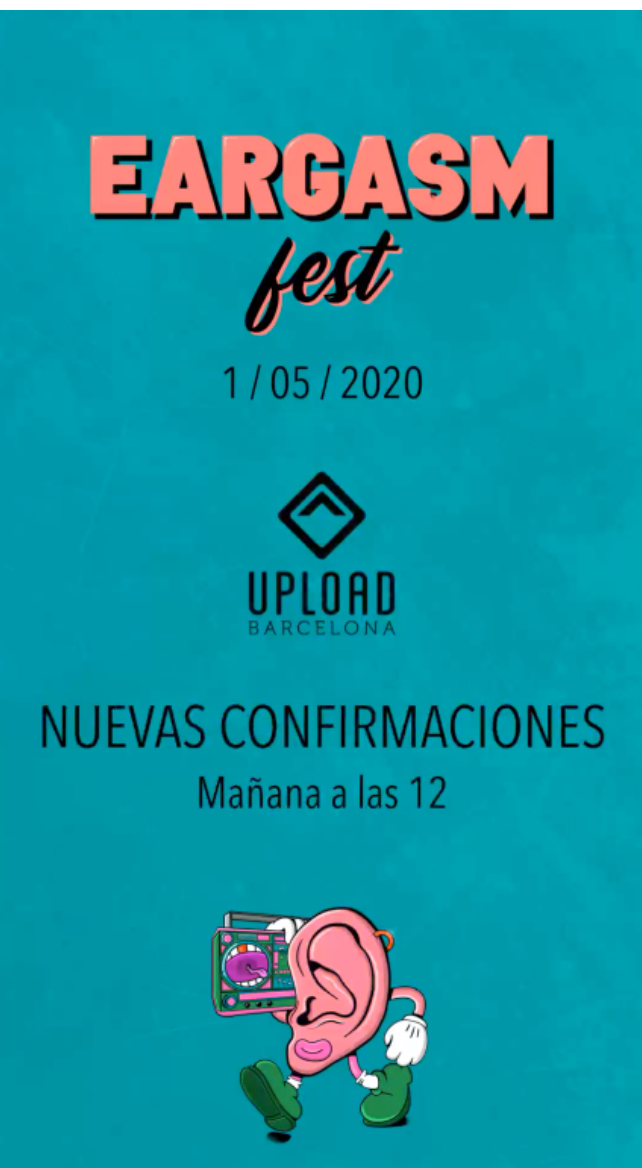 EARGASM
fest
1 / 05 / 2020
UPLOAD
BARCELONA
NUEVAS CONFIRMACIONES
Mañana a las 12